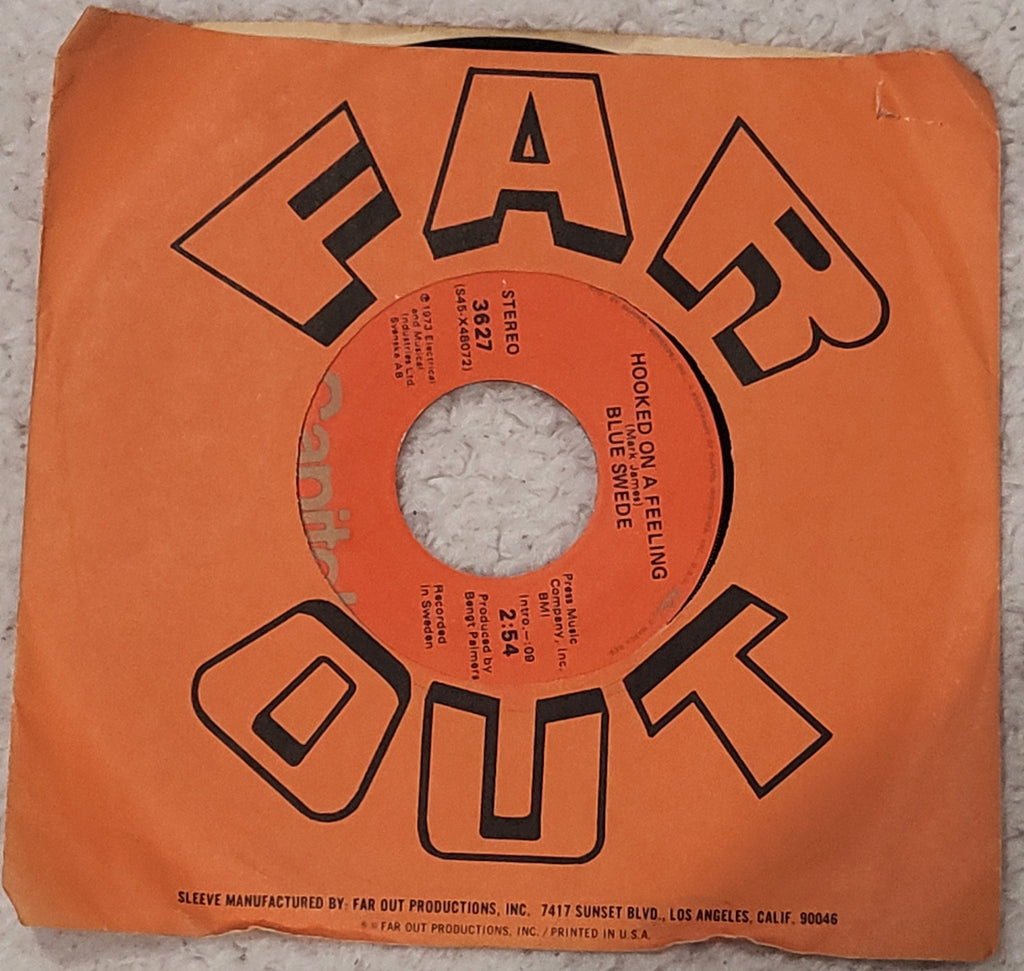 FAR
OUT
Capitol
STEREO
3627
(S45-X48072)
℗1973 Electrical
and Musical
Industries Ltd.
Svenska AB
HOOKED ON A FEELING
(Mark James)
BLUE SWEDE
Press Music
Company, Inc.
BMI
Intro.–:09
2:54
Produced by
Bengt Palmers
Recorded
in Sweden
SLEEVE MANUFACTURED BY: FAR OUT PRODUCTIONS, INC. 7417 SUNSET BLVD., LOS ANGELES, CALIF. 90046
FAR OUT PRODUCTIONS, INC. / PRINTED IN U.S.A.